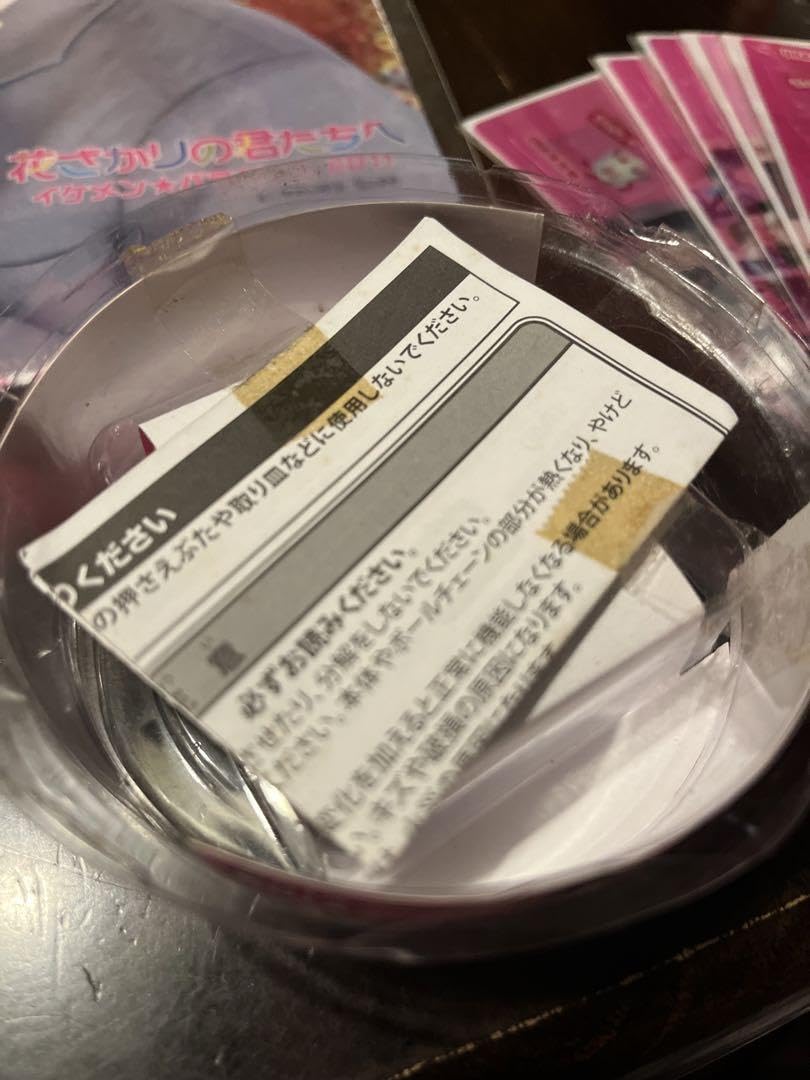 花ざかりの君たちへ
イケメン★パラ
2011
つください
の押さえぶたや取り皿などに使用しないでください。
意
必ずお読みください。
させたり、分解をしないでください。
ください。本体やボールチェーンの部分が熱くなり、やけど
変化を加えると正常に機能しなくなる場合があります。
、キズや破損の原因になります。